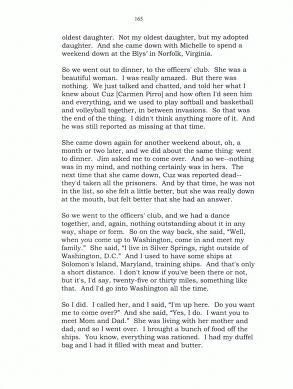 165
oldest daughter. Not my oldest daughter, but my adopted
daughter. And she came down with Michelle to spend a
weekend down at the Blys' in Norfolk, Virginia.
So we went out to dinner, to the officers' club. She was a
beautiful woman. I was really amazed. But there was
nothing. We just talked and chatted, and told her what I
knew about Cuz [Carmen Pirro] and how often I'd seen him
and everything, and we used to play softball and basketball
and volleyball together, in between invasions. So that was
the end of the thing. I didn't think anything more of it. And
he was still reported as missing at that time.
She came down again for another weekend about, oh, a
month or two later, and we did about the same thing: went
to dinner. Jim asked me to come over. And so we--nothing
was in my mind, and nothing certainly was in hers. The
next time that she came down, Cuz was reported dead--
they'd taken all the prisoners. And by that time, he was not
in the list, so she felt a little better, but she was really down
at the mouth, but felt better that she had an answer.
So we went to the officers' club, and we had a dance
together, and, again, nothing outstanding about it in any
way, shape or form. So on the way back, she said, "Well,
when you come up to Washington, come in and meet my
family." She said, "I live in Silver Springs, right outside of
Washington, D.C." And I used to have some ships at
Solomon's Island, Maryland, training ships. And that's only
a short distance. I don't know if you've been there or not,
but it's, I'd say, twenty-five or thirty miles, something like
that. And I'd go into Washington all the time.
So I did. I called her, and I said, "I'm up here. Do you want
me to come over?" And she said, "Yes, I do. I want you to
meet Mom and Dad." She was living with her mother and
dad, and so I went over. I brought a bunch of food off the
ships. You know, everything was rationed. I had my duffel
bag and I had it filled with meat and butter.